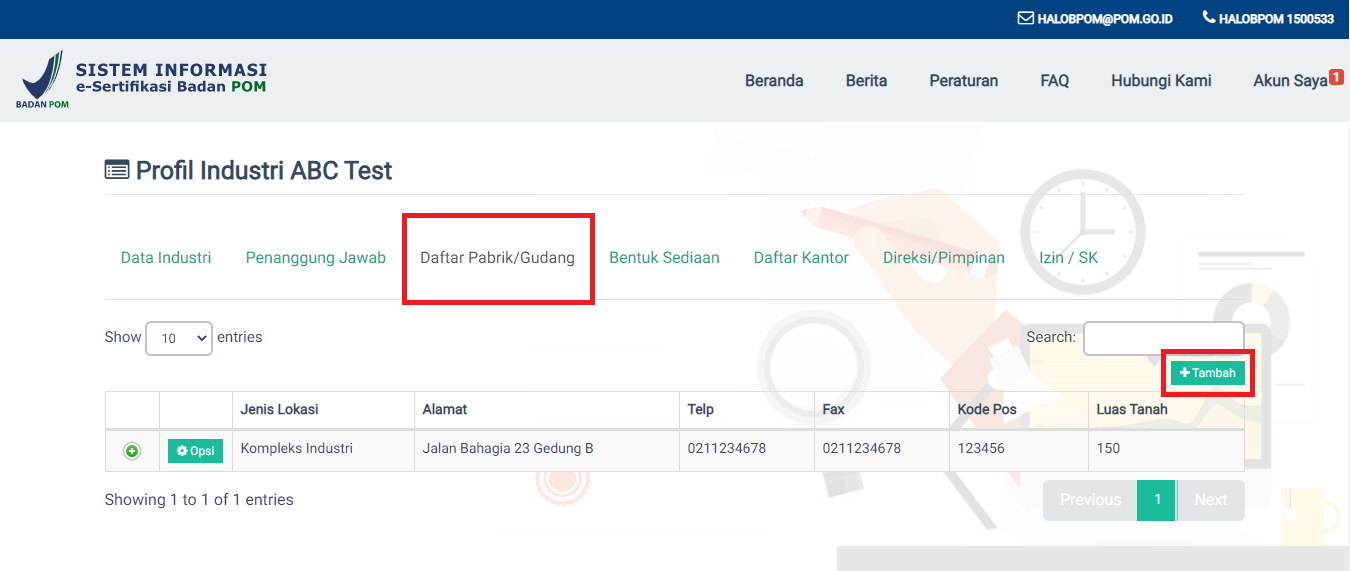 HALOBPOM@POM.GO.ID HALOBPOM 1500533
SISTEM INFORMASI
e-Sertifikasi Badan POM
BADAN POM
Beranda Berita Peraturan FAQ Hubungi Kami Akun Saya 1
Profil Industri ABC Test
Data Industri Penanggung Jawab Daftar Pabrik/Gudang Bentuk Sediaan Daftar Kantor Direksi/Pimpinan Izin / SK
Show 10 entries Search:
Tambah
Jenis Lokasi Alamat Telp Fax Kode Pos Luas Tanah
Opsi Kompleks Industri Jalan Bahagia 23 Gedung B 0211234678 0211234678 123456 150
Showing 1 to 1 of 1 entries Previous 1 Next